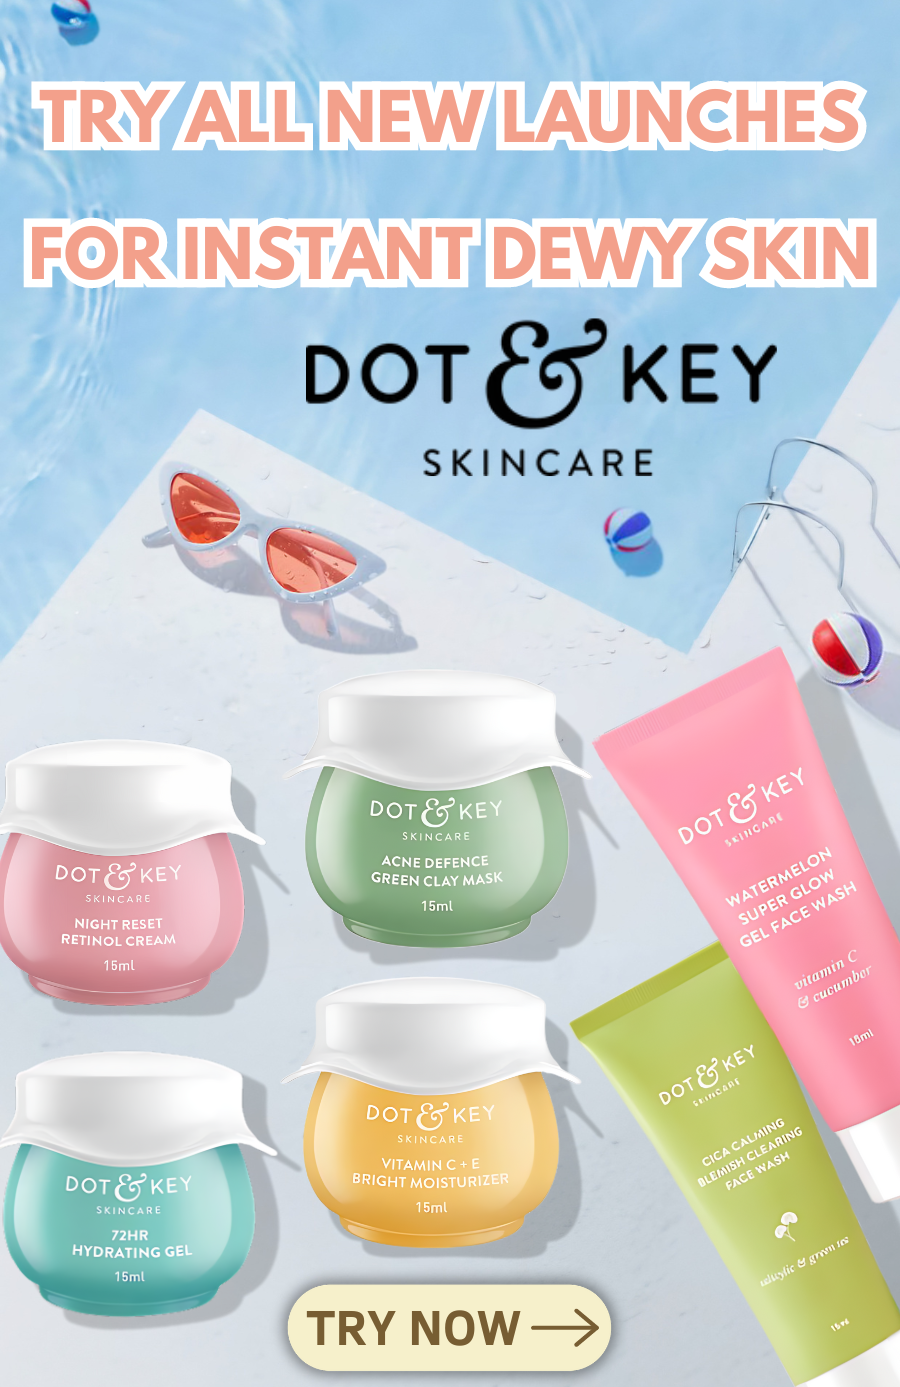 TRY ALL NEW LAUNCHES
FOR INSTANT DEWY SKIN
DOT & KEY
SKINCARE
DOT & KEY
SKINCARE
ACNE DEFENCE
GREEN CLAY MASK
15ml
DOT & KEY
SKINCARE
NIGHT RESET
RETINOL CREAM
15ml
DOT & KEY
SKINCARE
WATERMELON
SUPER GLOW
GEL FACE WASH
vitamin C
& cucumber
15ml
DOT & KEY
SKINCARE
72HR
HYDRATING GEL
15ml
DOT & KEY
SKINCARE
VITAMIN C + E
BRIGHT MOISTURIZER
15ml
DOT & KEY
SKINCARE
CICA CALMING
BLEMISH CLEARING
FACE WASH
salicylic & green tea
TRY NOW